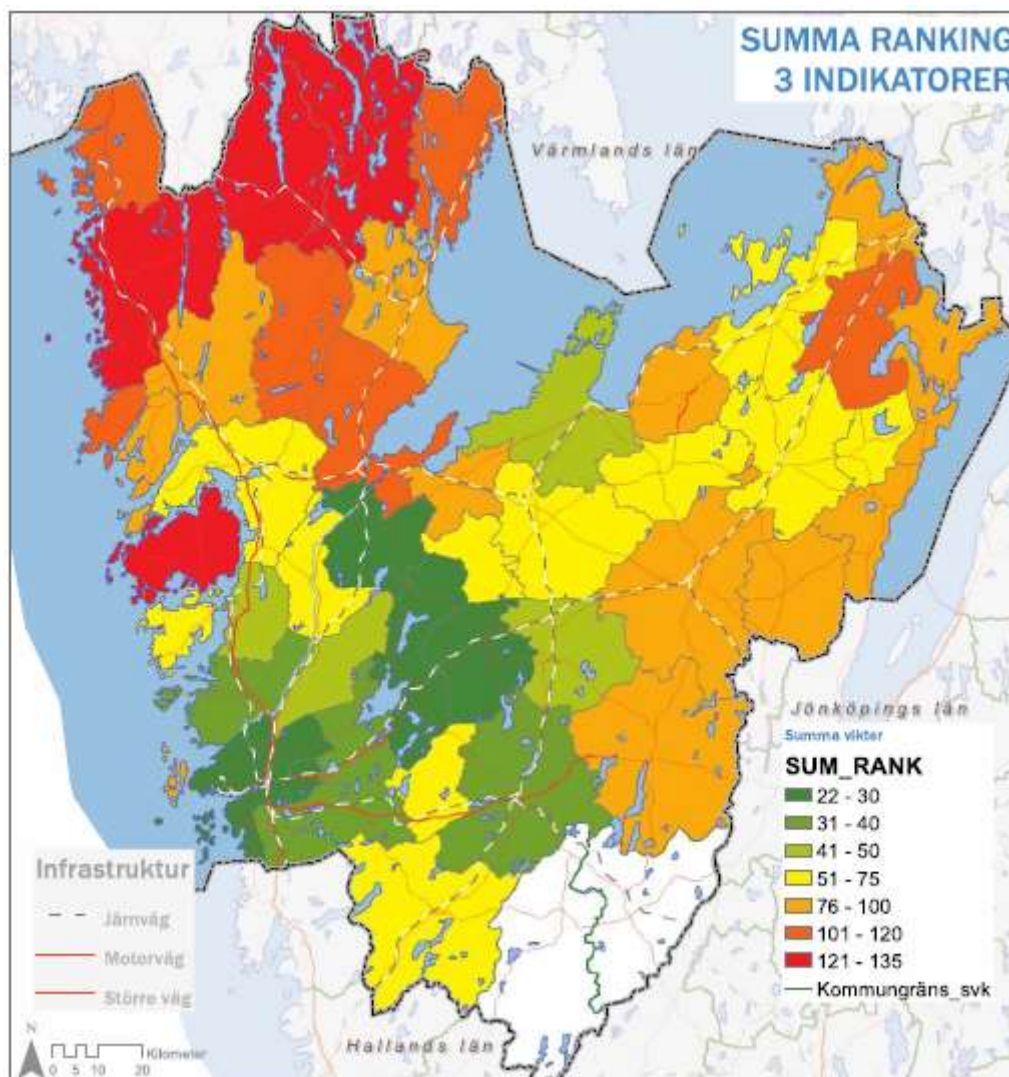 SUMMA RANKING
3 INDIKATORER
Värmlands län
Jönköpings län
Summa vikter
SUM_RANK
22 - 30
31 - 40
41 - 50
51 - 75
76 - 100
101 - 120
121 - 135
Kommungräns_svk
Infrastruktur
Järnväg
Motorväg
Större väg
Hallands län
N
Kilometer
0 5 10 20